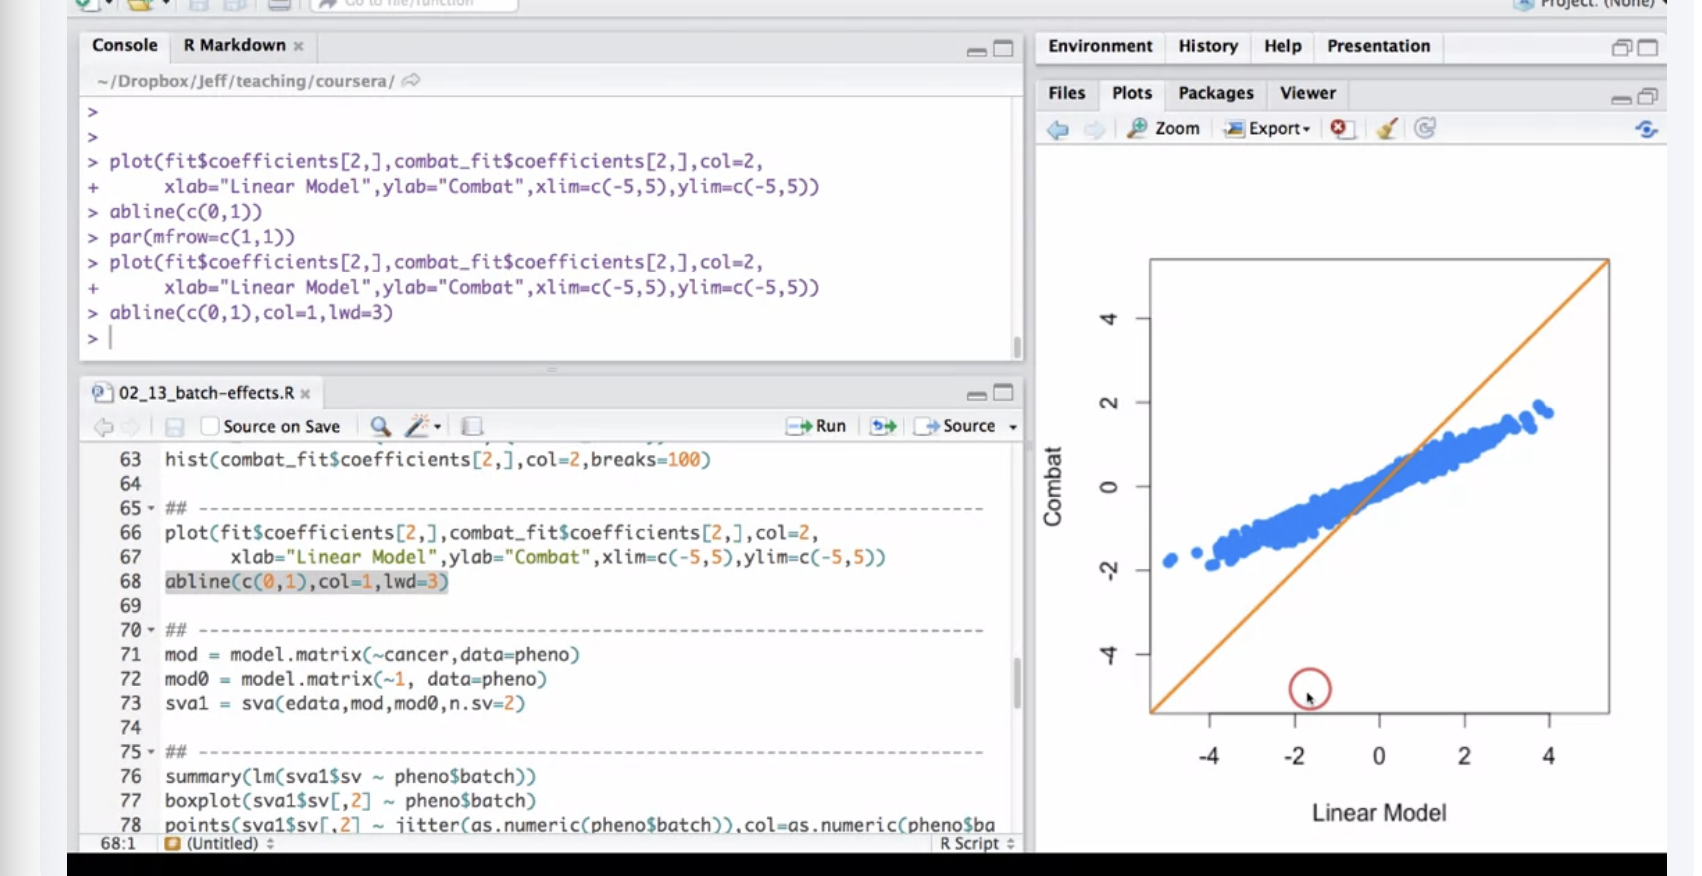 Go to file/function
Project: (None)
Console R Markdown
~/Dropbox/Jeff/teaching/coursera/
>
>
> plot(fit$coefficients[2,],combat_fit$coefficients[2,],col=2,
+ xlab="Linear Model",ylab="Combat",xlim=c(-5,5),ylim=c(-5,5))
> abline(c(0,1))
> par(mfrow=c(1,1))
> plot(fit$coefficients[2,],combat_fit$coefficients[2,],col=2,
+ xlab="Linear Model",ylab="Combat",xlim=c(-5,5),ylim=c(-5,5))
> abline(c(0,1),col=1,lwd=3)
>
02_13_batch-effects.R
Source on Save Run Source
63 hist(combat_fit$coefficients[2,],col=2,breaks=100)
64
65 ## ------------------------------------------------------------------------
66 plot(fit$coefficients[2,],combat_fit$coefficients[2,],col=2,
67 xlab="Linear Model",ylab="Combat",xlim=c(-5,5),ylim=c(-5,5))
68 abline(c(0,1),col=1,lwd=3)
69
70 ## ------------------------------------------------------------------------
71 mod = model.matrix(~cancer,data=pheno)
72 mod0 = model.matrix(~1, data=pheno)
73 sva1 = sva(edata,mod,mod0,n.sv=2)
74
75 ## ------------------------------------------------------------------------
76 summary(lm(sva1$sv ~ pheno$batch))
77 boxplot(sva1$sv[,2] ~ pheno$batch)
78 points(sva1$sv[,2] ~ jitter(as.numeric(pheno$batch)),col=as.numeric(pheno$ba
68:1 (Untitled) R Script
Environment History Help Presentation
Files Plots Packages Viewer
Zoom Export
4
2
0
-2
-4
Combat
-4 -2 0 2 4
Linear Model